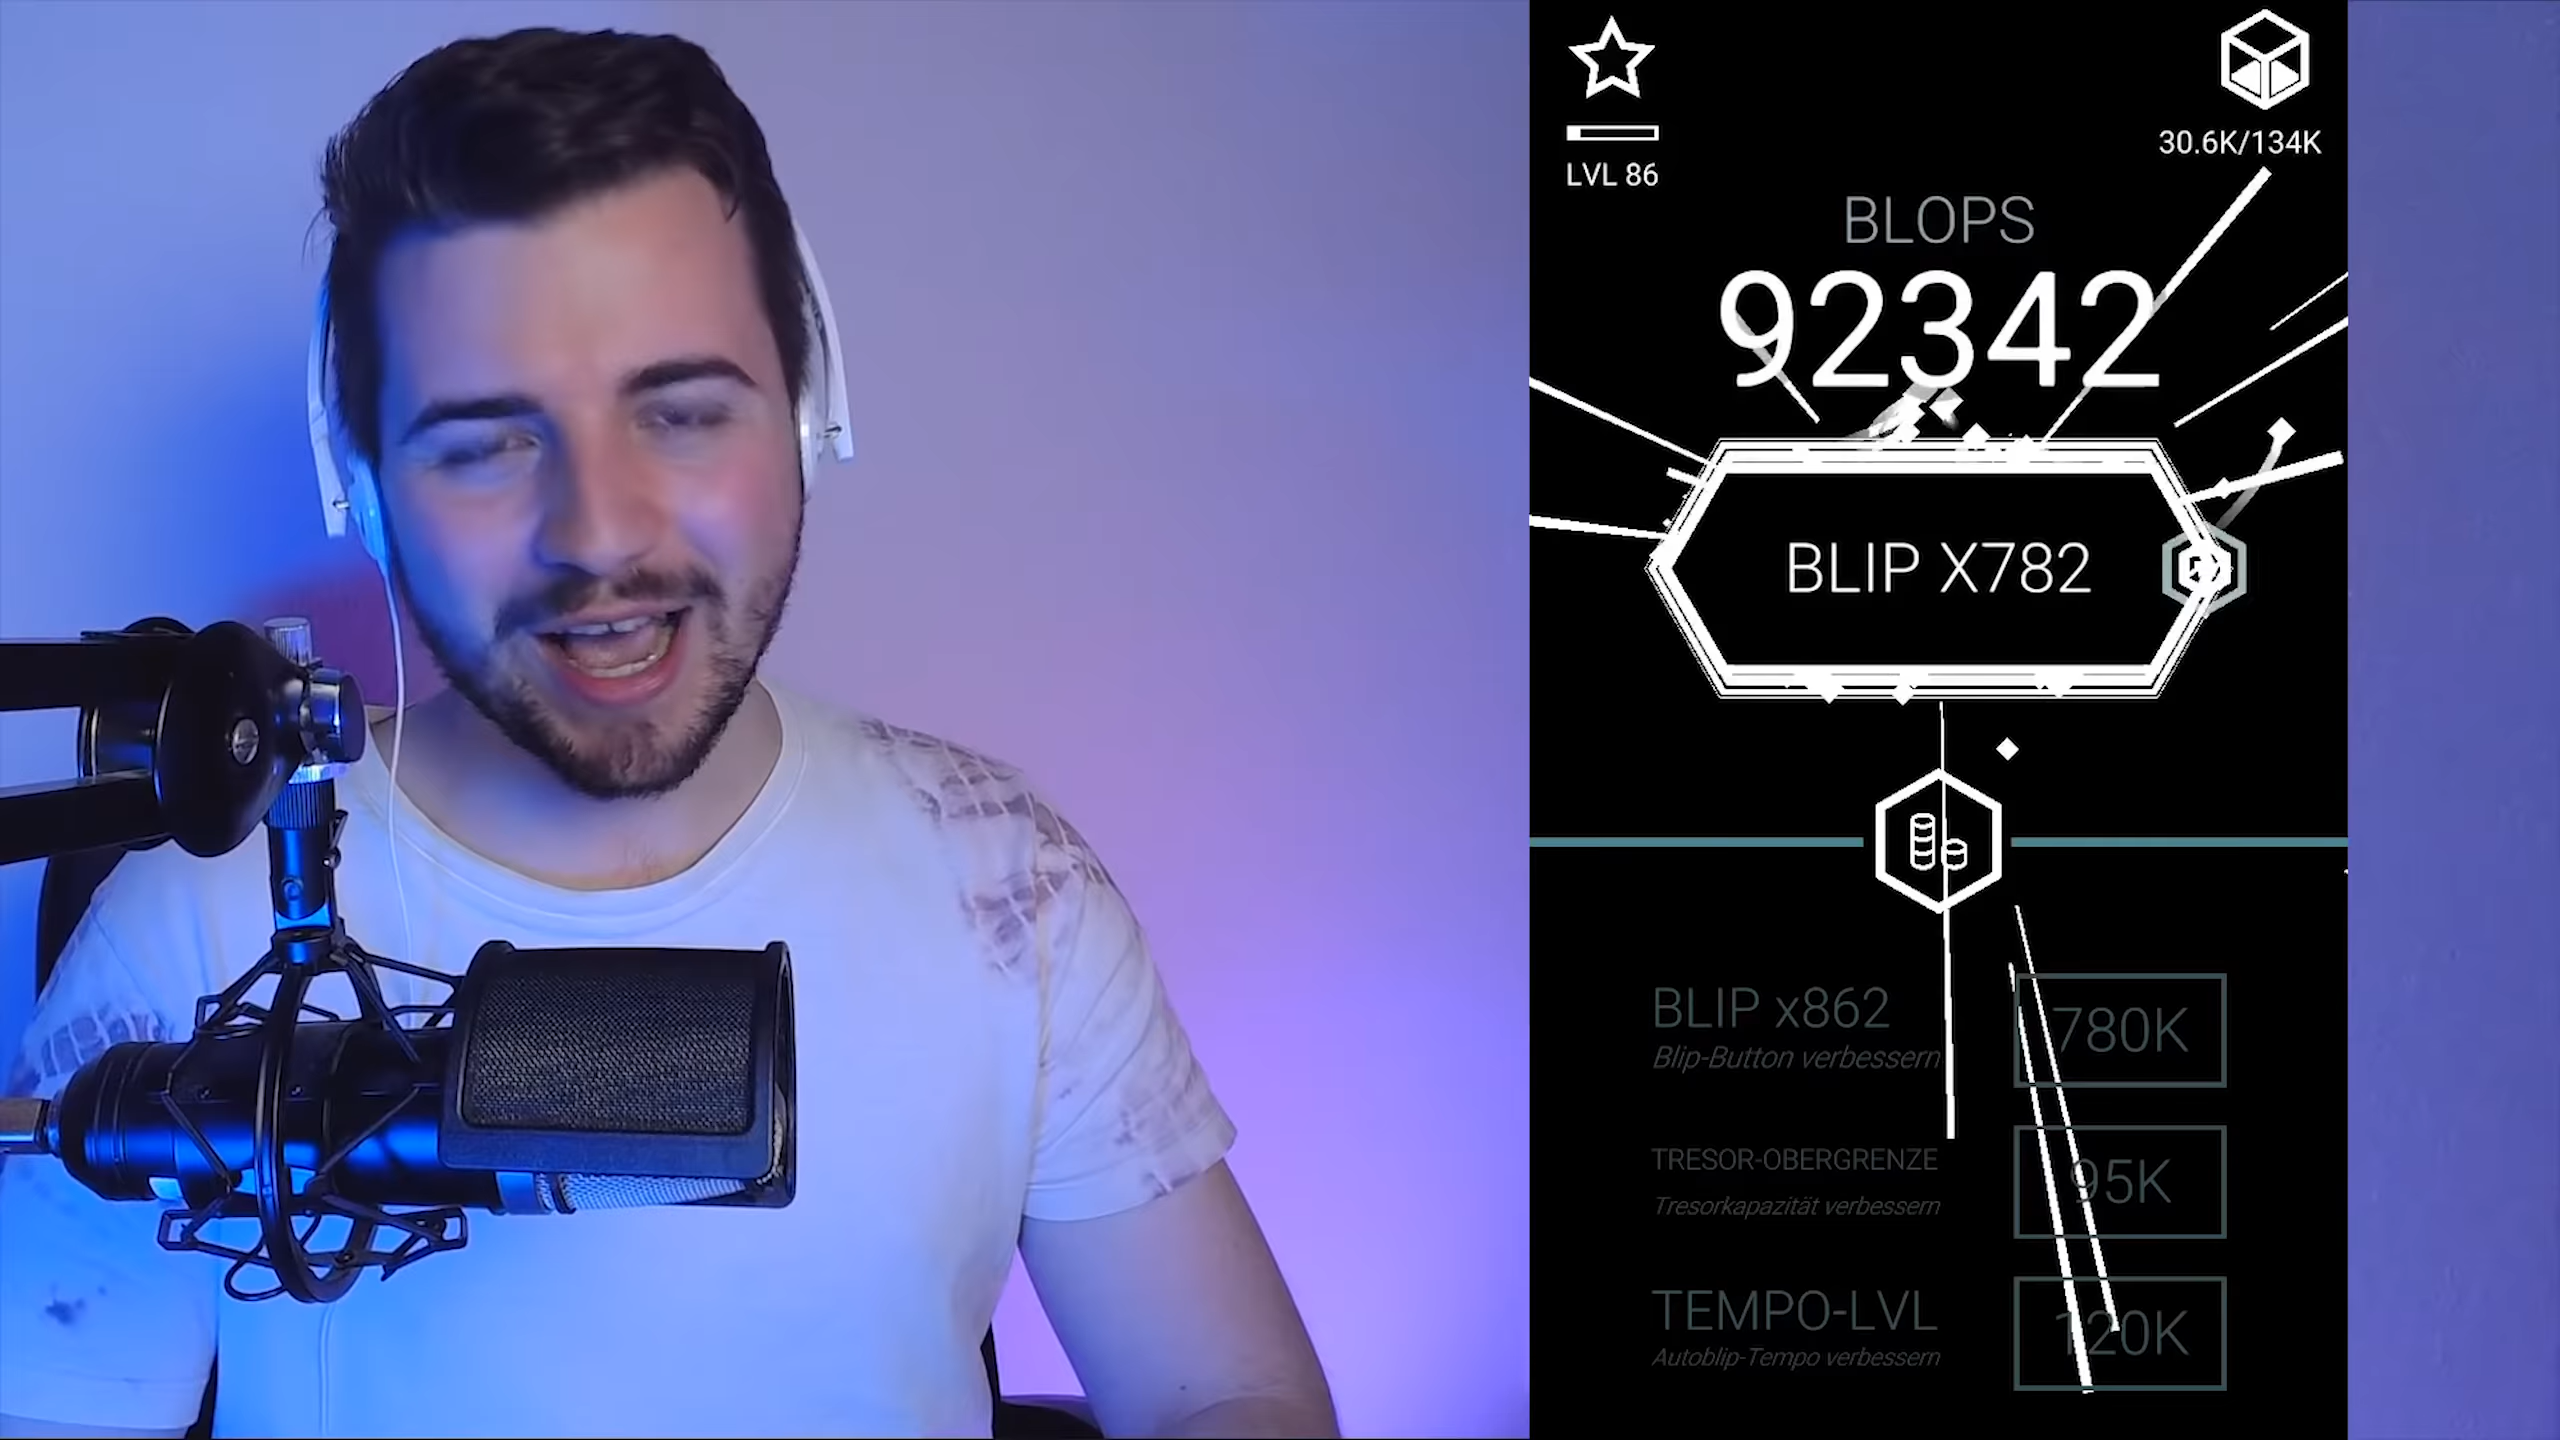 LVL 86
30.6K/134K
BLOPS
92342
BLIP X782
BLIP x862
Blip-Button verbessern
780K
TRESOR-OBERGRENZE
Tresorkapazität verbessern
95K
TEMPO-LVL
Autoblip-Tempo verbessern
120K